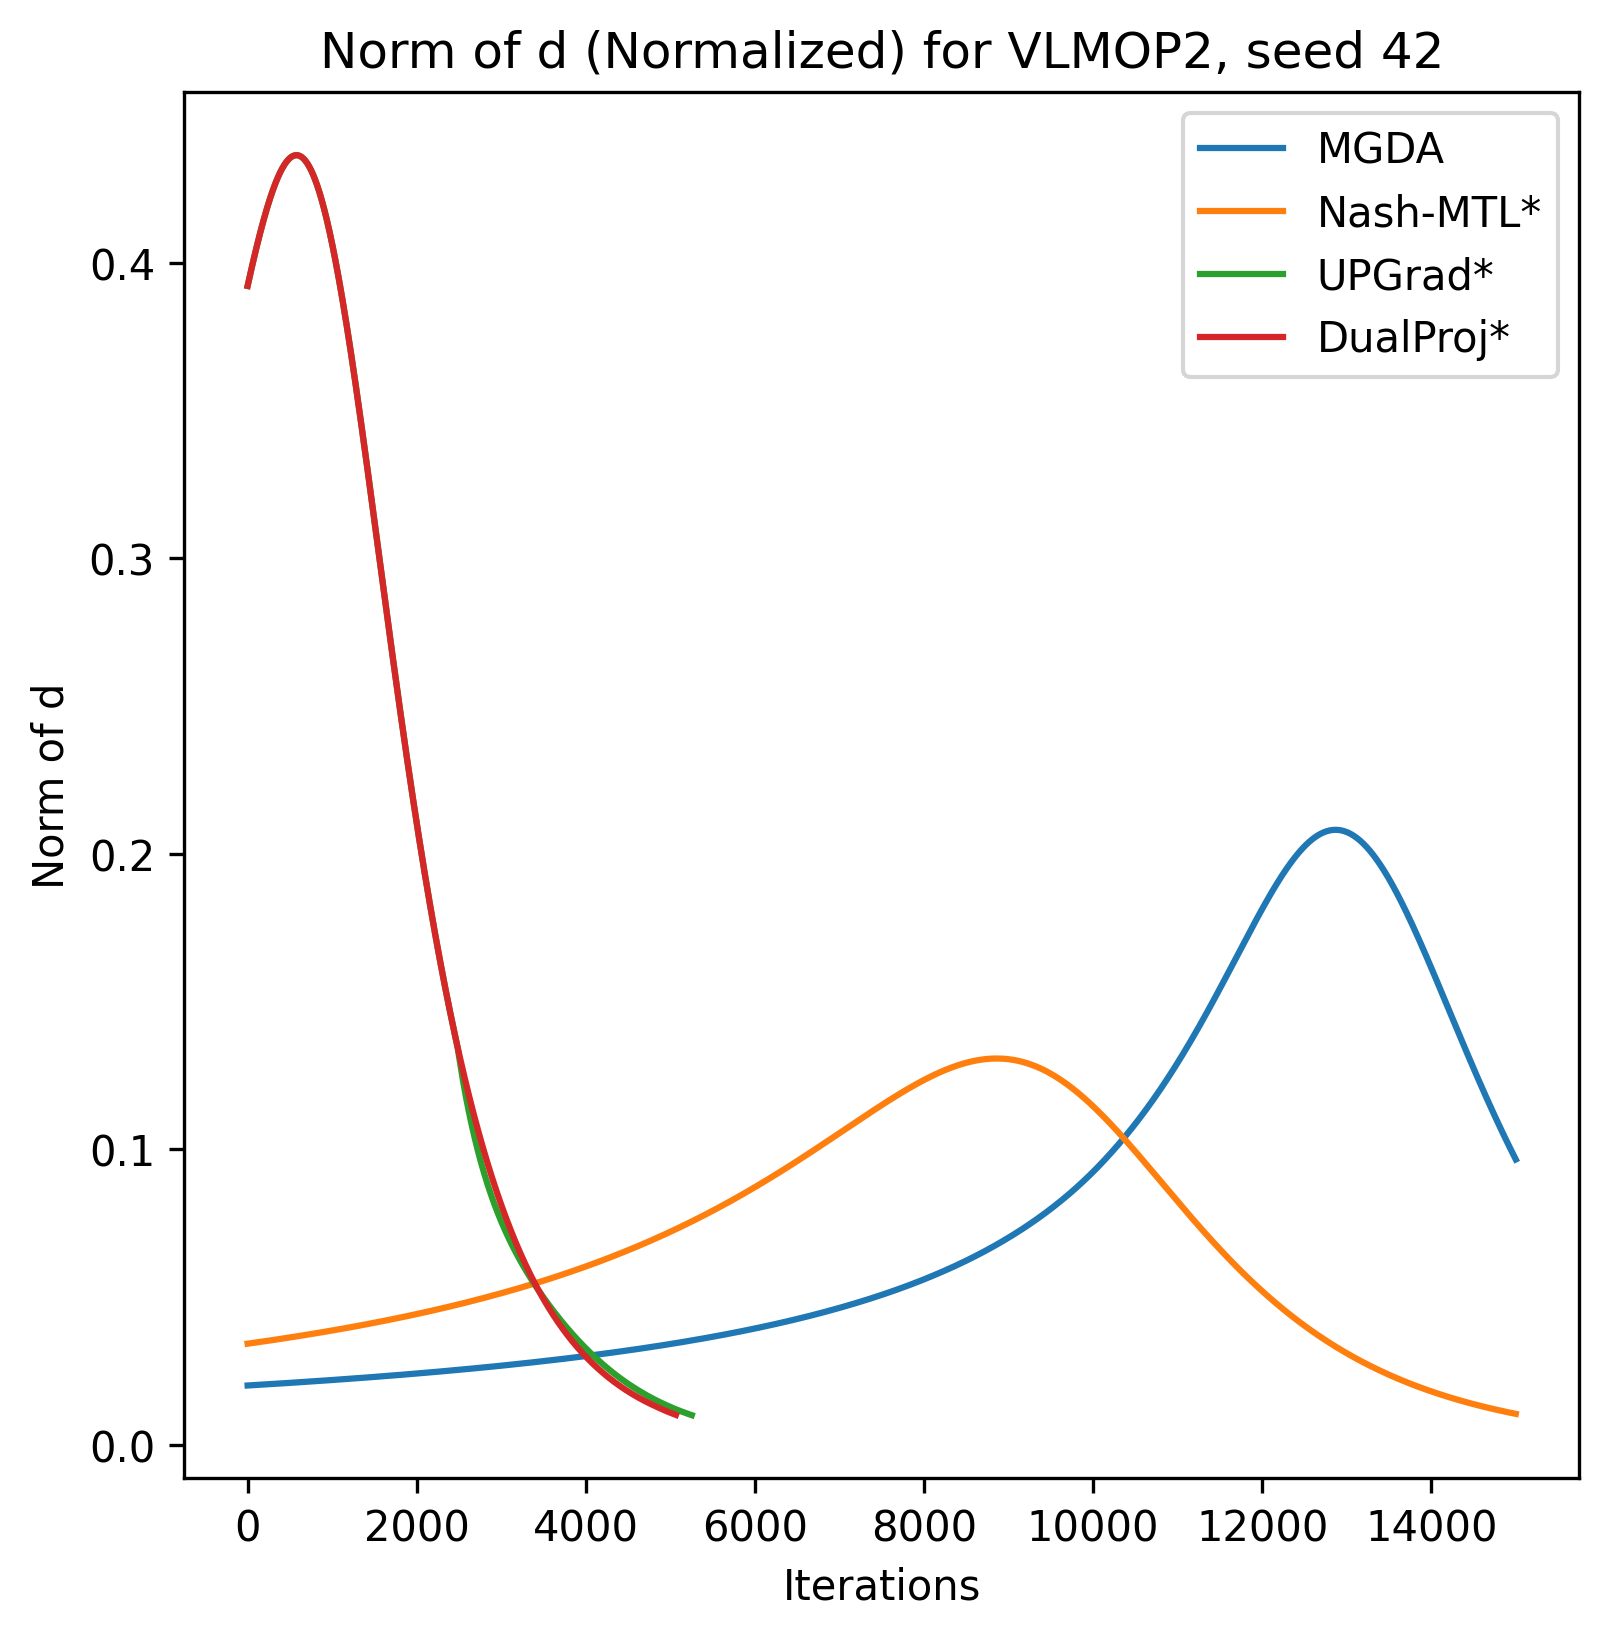 Norm of d (Normalized) for VLMOP2, seed 42
MGDA
Nash-MTL*
UPGrad*
DualProj*
0.4
0.3
0.2
0.1
0.0
Norm of d
0 2000 4000 6000 8000 10000 12000 14000
Iterations